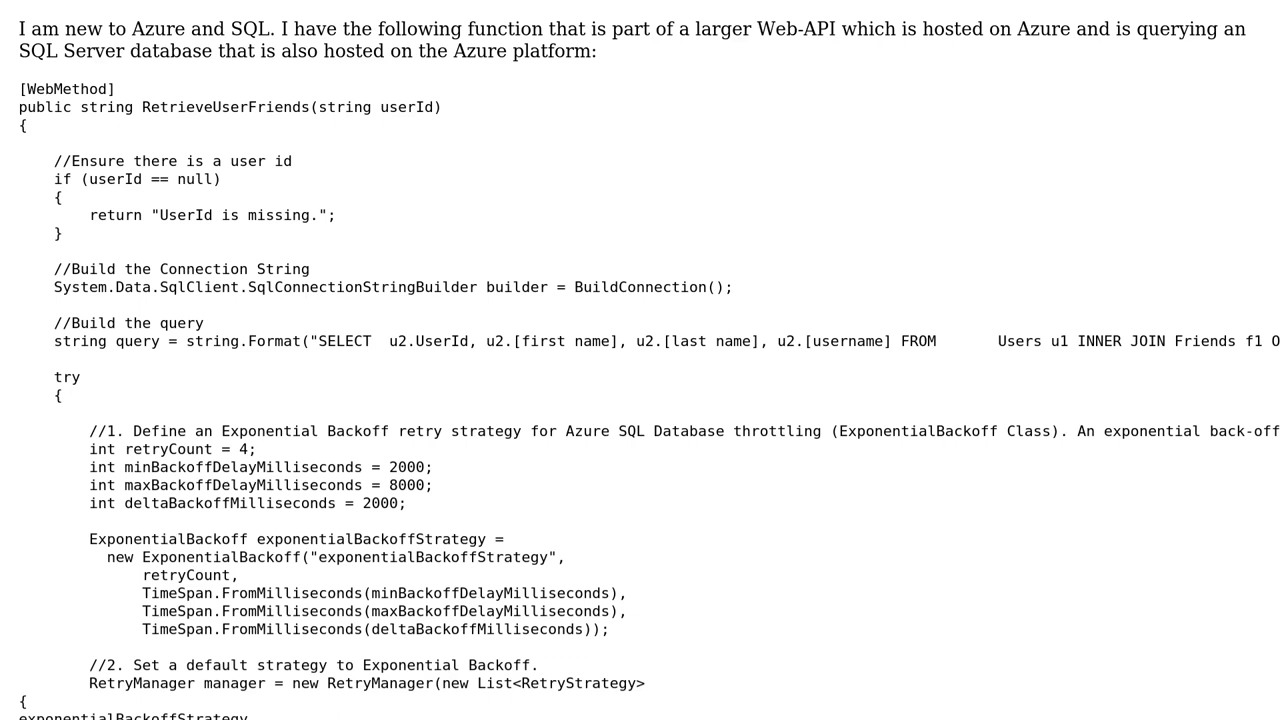 I am new to Azure and SQL. I have the following function that is part of a larger Web-API which is hosted on Azure and is querying an
SQL Server database that is also hosted on the Azure platform:
[WebMethod]
public string RetrieveUserFriends(string userId)
{
    //Ensure there is a user id
    if (userId == null)
    {
        return "UserId is missing.";
    }
    //Build the Connection String
    System.Data.SqlClient.SqlConnectionStringBuilder builder = BuildConnection();
    //Build the query
    string query = string.Format("SELECT  u2.UserId, u2.[first name], u2.[last name], u2.[username] FROM       Users u1 INNER JOIN Friends f1 O
    try
    {
        //1. Define an Exponential Backoff retry strategy for Azure SQL Database throttling (ExponentialBackoff Class). An exponential back-off
        int retryCount = 4;
        int minBackoffDelayMilliseconds = 2000;
        int maxBackoffDelayMilliseconds = 8000;
        int deltaBackoffMilliseconds = 2000;
        ExponentialBackoff exponentialBackoffStrategy =
          new ExponentialBackoff("exponentialBackoffStrategy",
              retryCount,
              TimeSpan.FromMilliseconds(minBackoffDelayMilliseconds),
              TimeSpan.FromMilliseconds(maxBackoffDelayMilliseconds),
              TimeSpan.FromMilliseconds(deltaBackoffMilliseconds));
        //2. Set a default strategy to Exponential Backoff.
        RetryManager manager = new RetryManager(new List<RetryStrategy>
{
exponentialBackoffStrategy